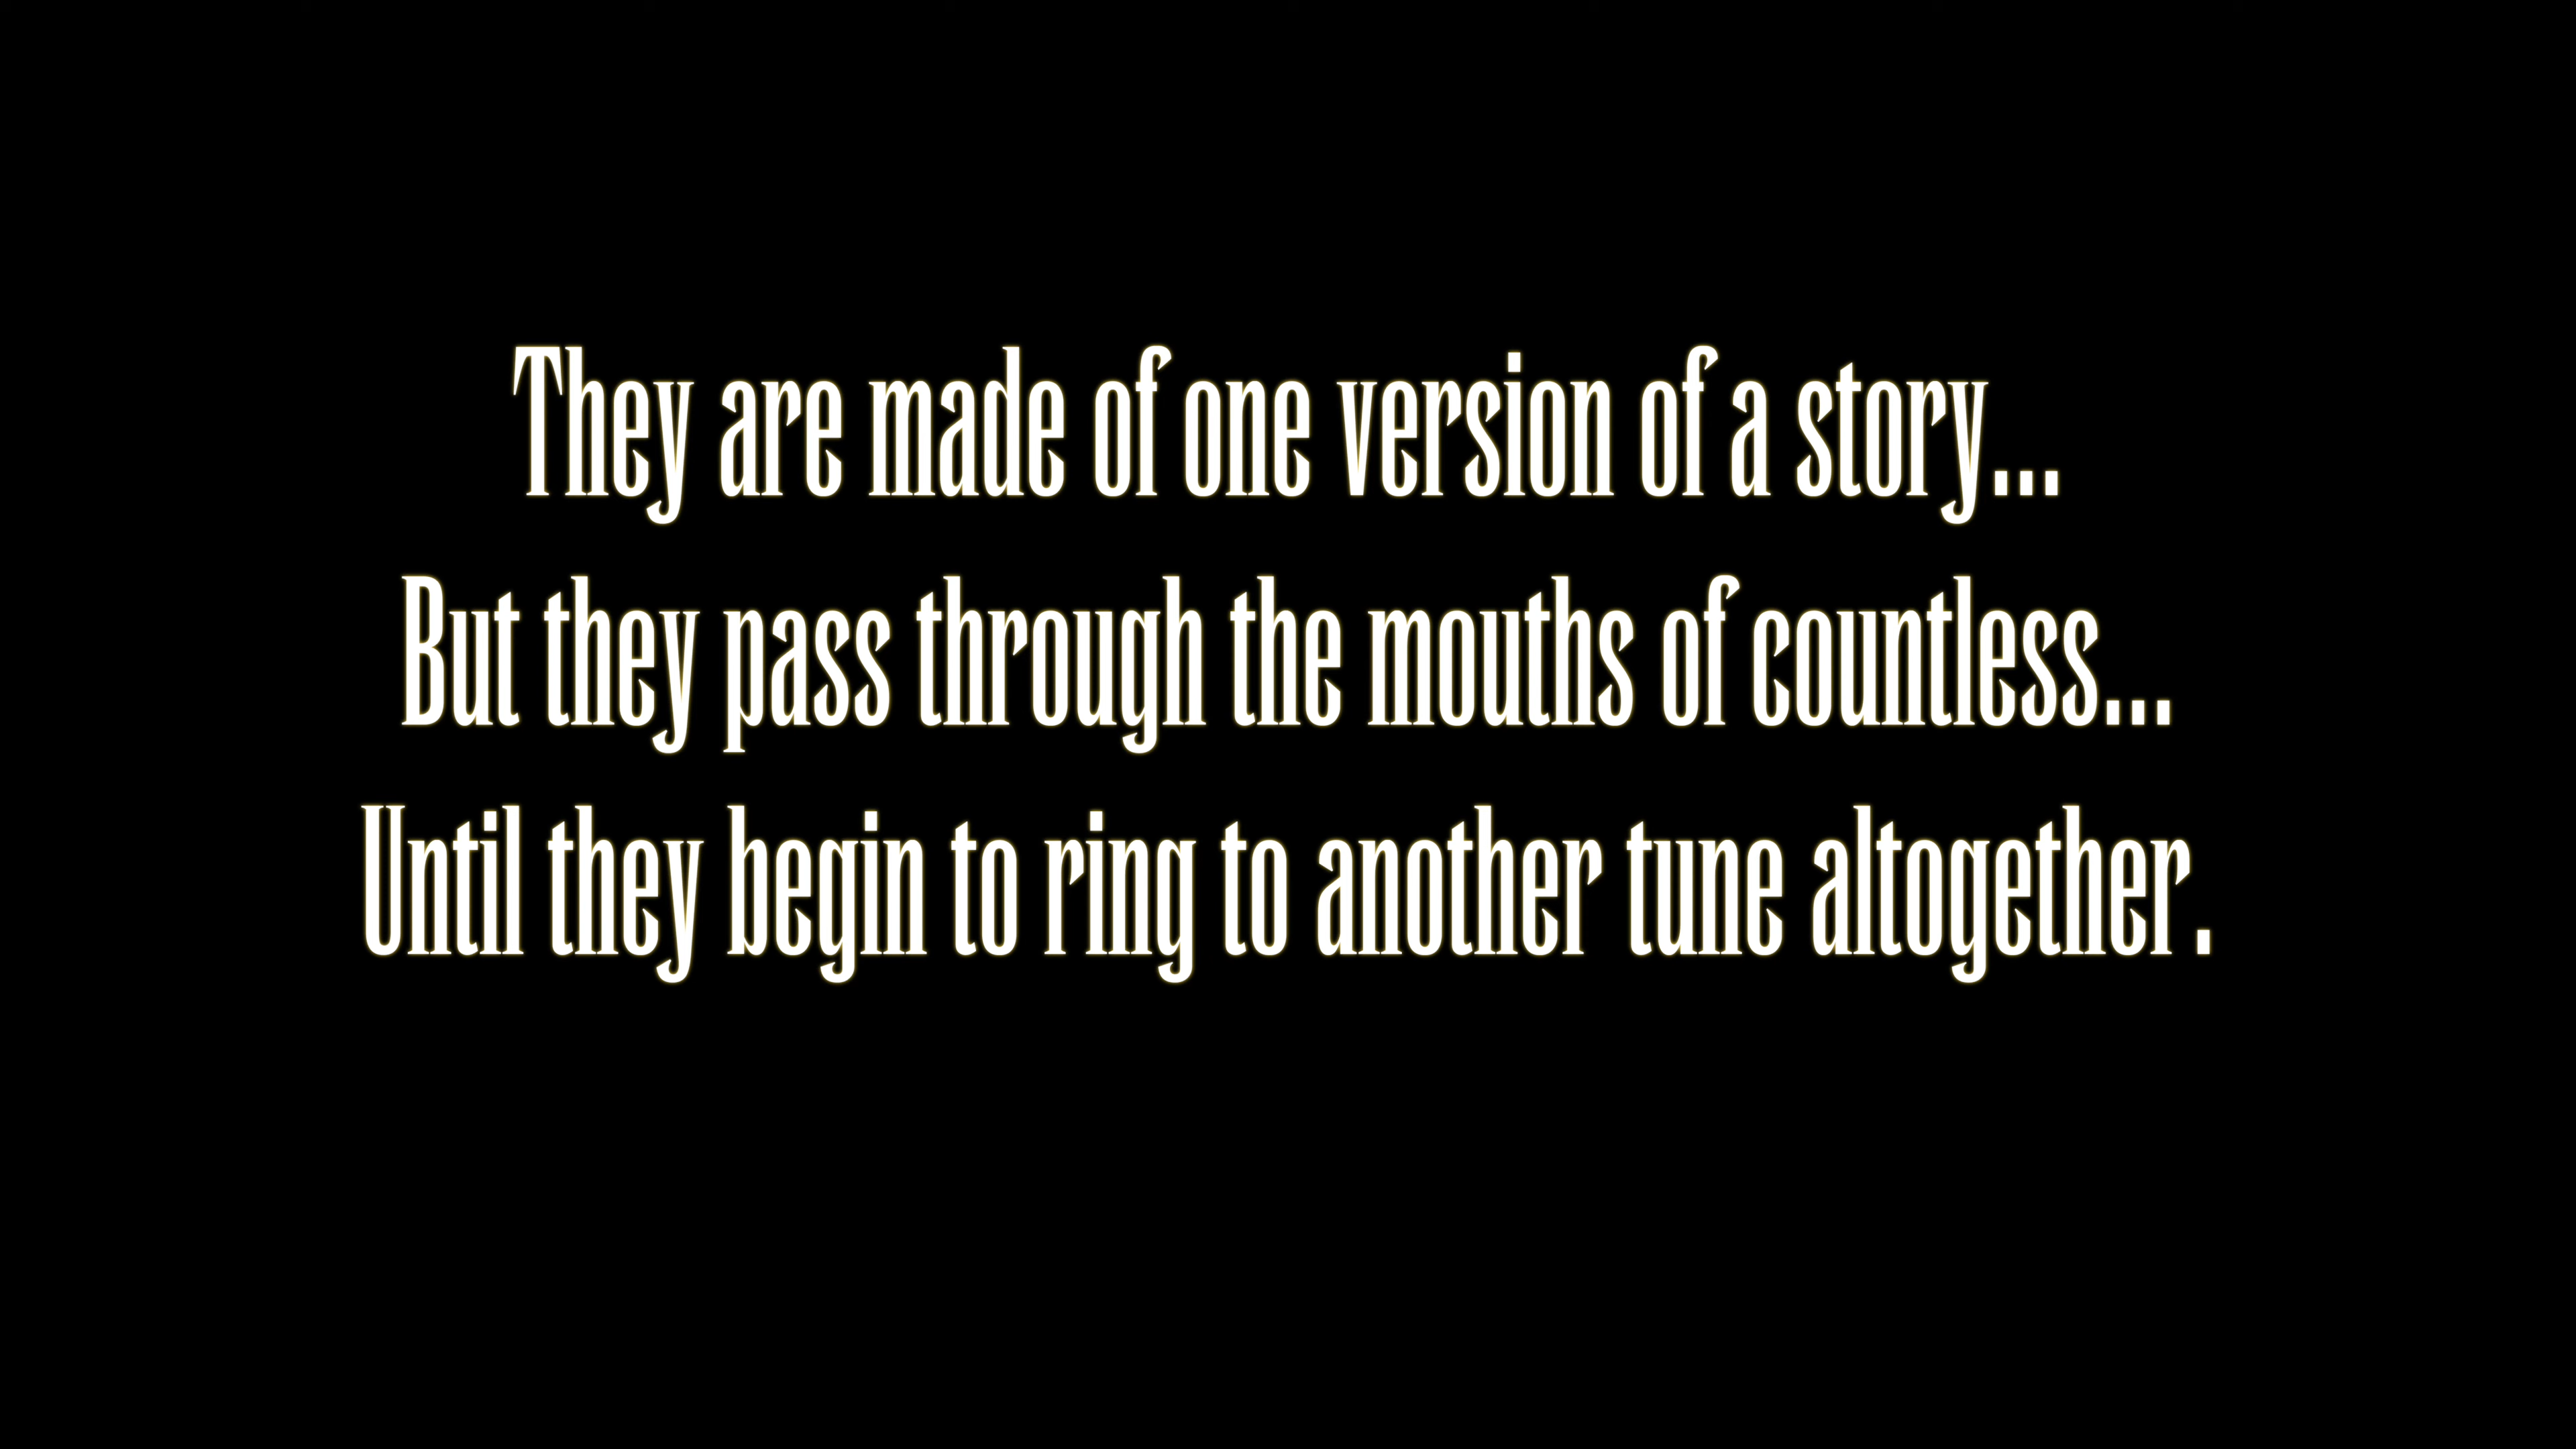 They are made of one version of a story...
But they pass through the mouths of countless...
Until they begin to ring to another tune altogether.